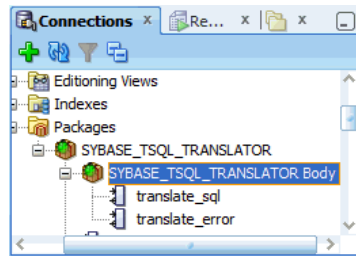 Connections x Re... x x
Editioning Views
Indexes
Packages
SYBASE_TSQL_TRANSLATOR
SYBASE_TSQL_TRANSLATOR Body
translate_sql
translate_error